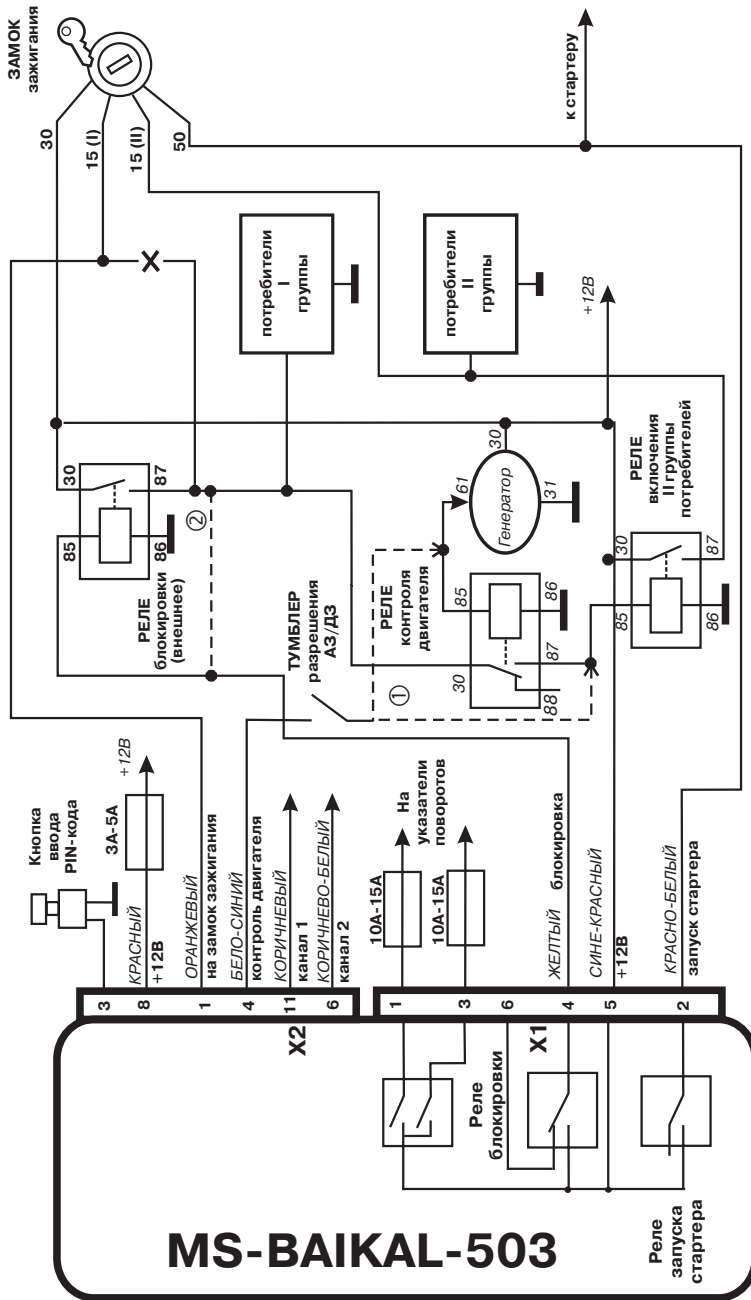 ЗАМОК
зажигания
30
15 (I)
15 (II)
50
к стартеру
потребители
I
группы
потребители
II
группы
+12В
30
87
85
86
РЕЛЕ
блокировки
(внешнее)
②
ТУМБЛЕР
разрешения
АЗ/ДЗ
РЕЛЕ
контроля
двигателя
①
85
86
30
87
88
61
30
31
Генератор
РЕЛЕ
включения
II группы
потребителей
30
87
85
86
Кнопка
ввода
PIN-кода
3А-5А
+12В
КРАСНЫЙ
+12В
ОРАНЖЕВЫЙ
на замок зажигания
БЕЛО-СИНИЙ
контроль двигателя
КОРИЧНЕВЫЙ
канал 1
КОРИЧНЕВО-БЕЛЫЙ
канал 2
10А-15А
10А-15А
На
указатели
поворотов
ЖЕЛТЫЙ блокировка
СИНЕ-КРАСНЫЙ
+12В
КРАСНО-БЕЛЫЙ
запуск стартера
3
8
1
4
11
6
X2
1
3
6
4
5
2
X1
Реле
блокировки
Реле
запуска
стартера
MS-BAIKAL-503